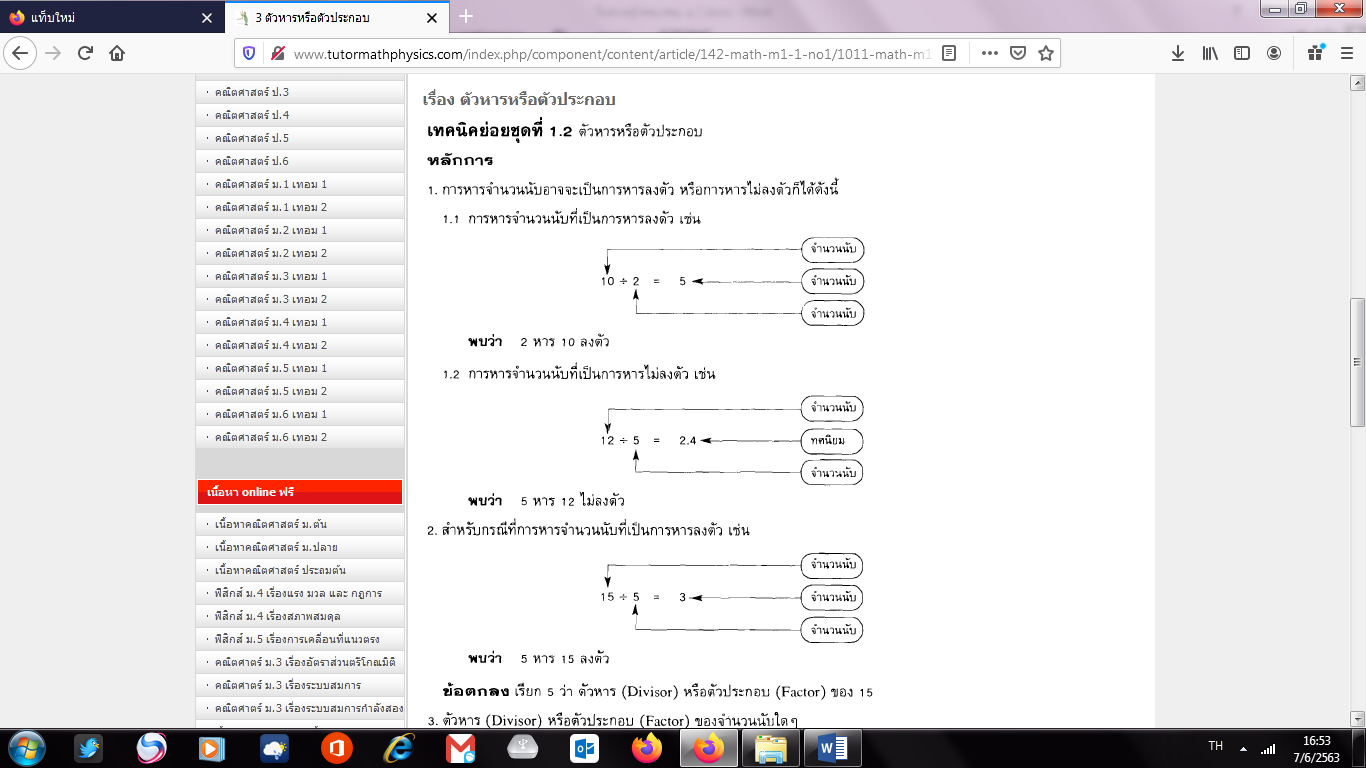 แท็บใหม่
3 ตัวหารหรือตัวประกอบ
www.tutormathphysics.com/index.php/component/content/article/142-math-m1-1-no1/1011-math-m1
คณิตศาสตร์ ป.3
คณิตศาสตร์ ป.4
คณิตศาสตร์ ป.5
คณิตศาสตร์ ป.6
คณิตศาสตร์ ม.1 เทอม 1
คณิตศาสตร์ ม.1 เทอม 2
คณิตศาสตร์ ม.2 เทอม 1
คณิตศาสตร์ ม.2 เทอม 2
คณิตศาสตร์ ม.3 เทอม 1
คณิตศาสตร์ ม.3 เทอม 2
คณิตศาสตร์ ม.4 เทอม 1
คณิตศาสตร์ ม.4 เทอม 2
คณิตศาสตร์ ม.5 เทอม 1
คณิตศาสตร์ ม.5 เทอม 2
คณิตศาสตร์ ม.6 เทอม 1
คณิตศาสตร์ ม.6 เทอม 2
เนื้อหา online ฟรี
เนื้อหาคณิตศาสตร์ ม.ต้น
เนื้อหาคณิตศาสตร์ ม.ปลาย
เนื้อหาคณิตศาสตร์ ประถมต้น
ฟิสิกส์ ม.4 เรื่องแรง มวล และ กฎการ
ฟิสิกส์ ม.4 เรื่องสภาพสมดุล
ฟิสิกส์ ม.5 เรื่องการเคลื่อนที่แนวตรง
คณิตศาตร์ ม.3 เรื่องอัตราส่วนตรีโกณมิติ
คณิตศาตร์ ม.3 เรื่องระบบสมการ
คณิตศาตร์ ม.3 เรื่องระบบสมการกำลังสอง
เรื่อง ตัวหารหรือตัวประกอบ
เทคนิคย่อยชุดที่ 1.2 ตัวหารหรือตัวประกอบ
หลักการ
1. การหารจำนวนนับอาจจะเป็นการหารลงตัว หรือการหารไม่ลงตัวก็ได้ดังนี้
1.1 การหารจำนวนนับที่เป็นการหารลงตัว เช่น
จำนวนนับ
10 ÷ 2 = 5 จำนวนนับ
จำนวนนับ
พบว่า 2 หาร 10 ลงตัว
1.2 การหารจำนวนนับที่เป็นการหารไม่ลงตัว เช่น
จำนวนนับ
12 ÷ 5 = 2.4 ทศนิยม
จำนวนนับ
พบว่า 5 หาร 12 ไม่ลงตัว
2. สำหรับกรณีที่การหารจำนวนนับที่เป็นการหารลงตัว เช่น
จำนวนนับ
15 ÷ 5 = 3 จำนวนนับ
จำนวนนับ
พบว่า 5 หาร 15 ลงตัว
ข้อตกลง เรียก 5 ว่า ตัวหาร (Divisor) หรือตัวประกอบ (Factor) ของ 15
3. ตัวหาร (Divisor) หรือตัวประกอบ (Factor) ของจำนวนนับใดๆ
TH
16:53
7/6/2563